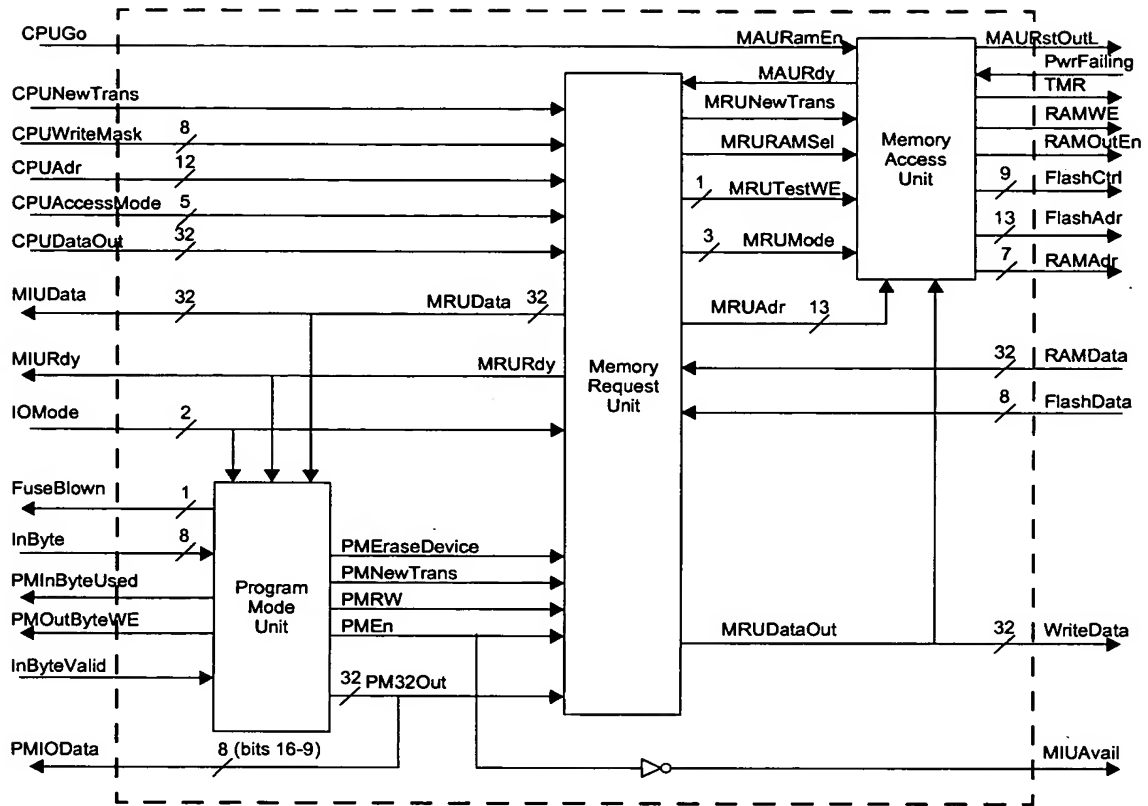 CPUGo
MAURamEn
MAURstOutL
PwrFailing
MAURdy
TMR
CPUNewTrans
MRUNewTrans
RAMWE
CPUWriteMask
8
MRURAMSel
Memory
Access
Unit
RAMOutEn
CPUAdr
12
1
MRUTestWE
9
FlashCtrl
CPUAccessMode
5
13
FlashAdr
CPUDataOut
32
3
MRUMode
7
RAMAdr
MIUData
32
MRUData
32
MRUAdr
13
MIURdy
MRURdy
Memory
Request
Unit
32
RAMData
IOMode
2
8
FlashData
FuseBlown
1
InByte
8
PMEraseDevice
PMInByteUsed
Program
Mode
Unit
PMNewTrans
PMRW
PMOutByteWE
PMEn
MRUDataOut
32
WriteData
InByteValid
32
PM32Out
PMIOData
8 (bits 16-9)
MIUAvail